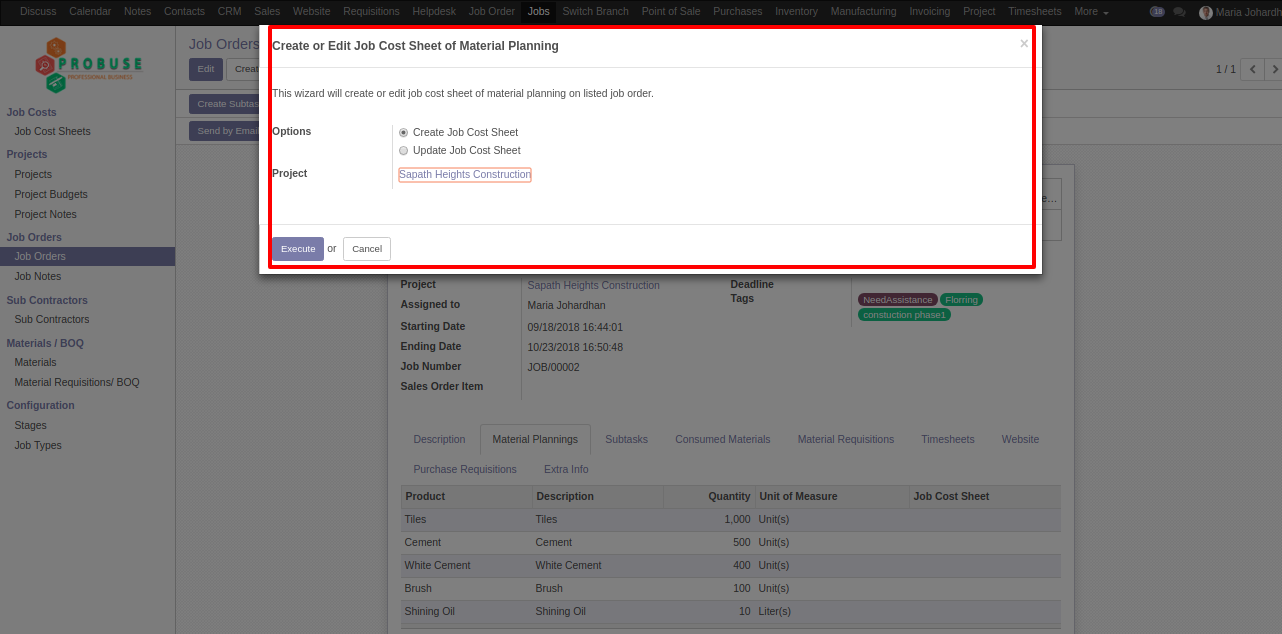 Discuss Calendar Notes Contacts CRM Sales Website Requisitions Helpdesk Job Order Jobs Switch Branch Point of Sale Purchases Inventory Manufacturing Invoicing Project Timesheets More 18 Maria Johardh
PROBUSE
PROFESSIONAL BUSINESS
Job Costs
Job Cost Sheets
Projects
Projects
Project Budgets
Project Notes
Job Orders
Job Orders
Job Notes
Sub Contractors
Sub Contractors
Materials / BOQ
Materials
Material Requisitions/ BOQ
Configuration
Stages
Job Types
Job Orders
Edit Creat
1 / 1
Create Subtas
Send by Email
Create or Edit Job Cost Sheet of Material Planning ×
This wizard will create or edit job cost sheet of material planning on listed job order.
Options Create Job Cost Sheet
Update Job Cost Sheet
Project Sapath Heights Construction
Execute or Cancel
e...
Project Sapath Heights Construction Deadline
Assigned to Maria Johardhan Tags NeedAssistance Florring
constuction phase1
Starting Date 09/18/2018 16:44:01
Ending Date 10/23/2018 16:50:48
Job Number JOB/00002
Sales Order Item
Description Material Plannings Subtasks Consumed Materials Material Requisitions Timesheets Website
Purchase Requisitions Extra Info
Product Description Quantity Unit of Measure Job Cost Sheet
Tiles Tiles 1,000 Unit(s)
Cement Cement 500 Unit(s)
White Cement White Cement 400 Unit(s)
Brush Brush 100 Unit(s)
Shining Oil Shining Oil 10 Liter(s)